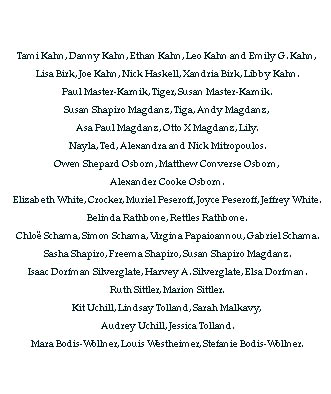 Tami Kahn, Danny Kahn, Ethan Kahn, Leo Kahn and Emily G. Kahn,
Lisa Birk, Joe Kahn, Nick Haskell, Xandria Birk, Libby Kahn.
Paul Master-Karnik, Tiger, Susan Master-Karnik.
Susan Shapiro Magdanz, Tiga, Andy Magdanz,
Asa Paul Magdanz, Otto X Magdanz, Lily.
Nayla, Ted, Alexandra and Nick Mitropoulos.
Owen Shepard Osborn, Matthew Converse Osborn,
Alexander Cooke Osborn.
Elizabeth White, Crocker, Muriel Peseroff, Joyce Peseroff, Jeffrey White.
Belinda Rathbone, Rettles Rathbone.
Chloë Schama, Simon Schama, Virgina Papaioannou, Gabriel Schama.
Sasha Shapiro, Freema Shapiro, Susan Shapiro Magdanz.
Isaac Dorfman Silverglate, Harvey A. Silverglate, Elsa Dorfman.
Ruth Sittler, Marion Sittler.
Kit Uchill, Lindsay Tolland, Sarah Malkavy,
Audrey Uchill, Jessica Tolland.
Mara Bodis-Wollner, Louis Westheimer, Stefanie Bodis-Wollner.